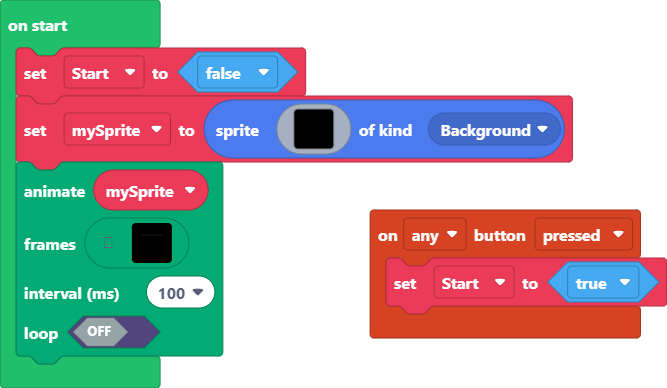 on start
set Start to false
set mySprite to sprite of kind Background
animate mySprite
frames
on any button pressed
set Start to true
interval (ms) 100
loop OFF